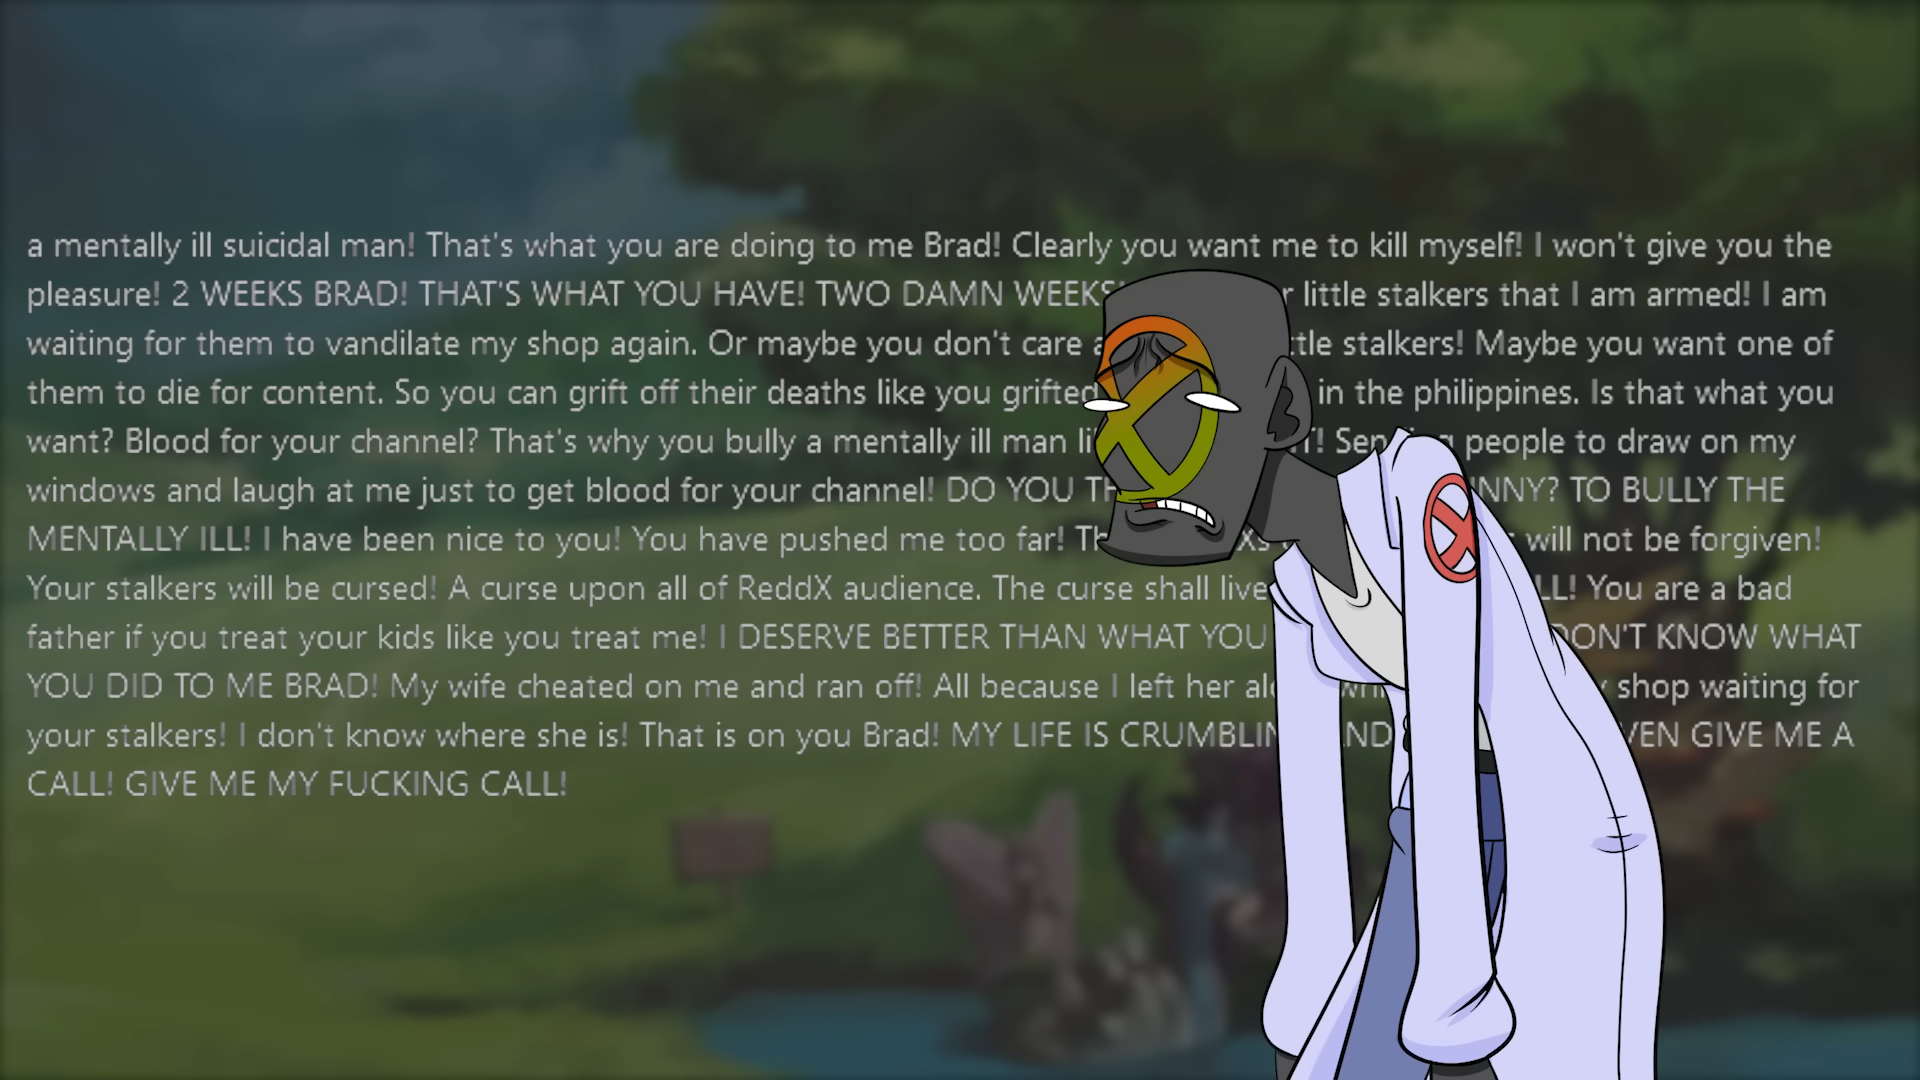 a mentally ill suicidal man! That's what you are doing to me Brad! Clearly you want me to kill myself! I won't give you the
pleasure! 2 WEEKS BRAD! THAT'S WHAT YOU HAVE! TWO DAMN WEEKS little stalkers that I am armed! I am
waiting for them to vandilate my shop again. Or maybe you don't care stalkers! Maybe you want one of
them to die for content. So you can grift off their deaths like you grifted in the philippines. Is that what you
want? Blood for your channel? That's why you bully a mentally ill man people to draw on my
windows and laugh at me just to get blood for your channel! DO YOU TO BULLY THE
MENTALLY ILL! I have been nice to you! You have pushed me too far! will not be forgiven!
Your stalkers will be cursed! A curse upon all of ReddX audience. The curse shall You are a bad
father if you treat your kids like you treat me! I DESERVE BETTER THAN WHAT YOU DON'T KNOW WHAT
YOU DID TO ME BRAD! My wife cheated on me and ran off! All because I left her shop waiting for
your stalkers! I don't know where she is! That is on you Brad! MY LIFE IS GIVE ME A
CALL! GIVE ME MY FUCKING CALL!